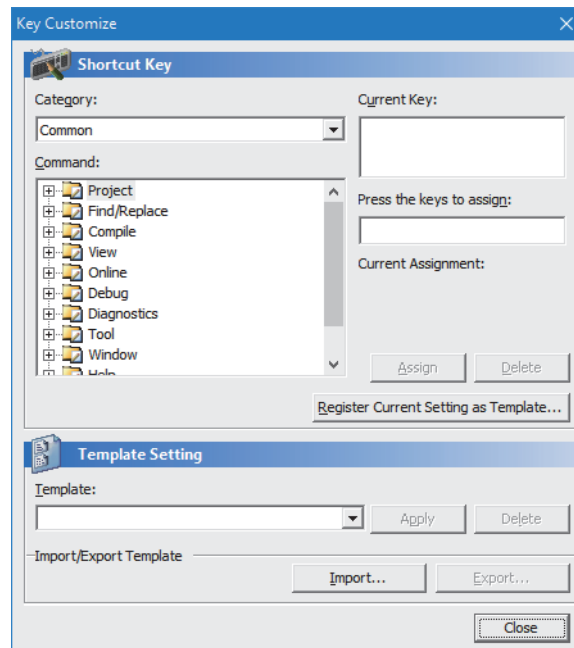 Key Customize
Shortcut Key
Category:
Common
Command:
Project
Find/Replace
Compile
View
Online
Debug
Diagnostics
Tool
Window
Help
Current Key:
Press the keys to assign:
Current Assignment:
Assign
Delete
Register Current Setting as Template...
Template Setting
Template:
Apply
Delete
Import/Export Template
Import...
Export...
Close